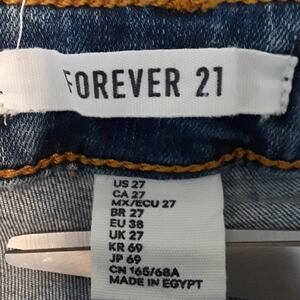 FOREVER 21
US 27
CA 27
MX/ECU 27
BR 27
EU 38
UK 27
KR 69
JP 69
CN 165/68A
MADE IN EGYPT